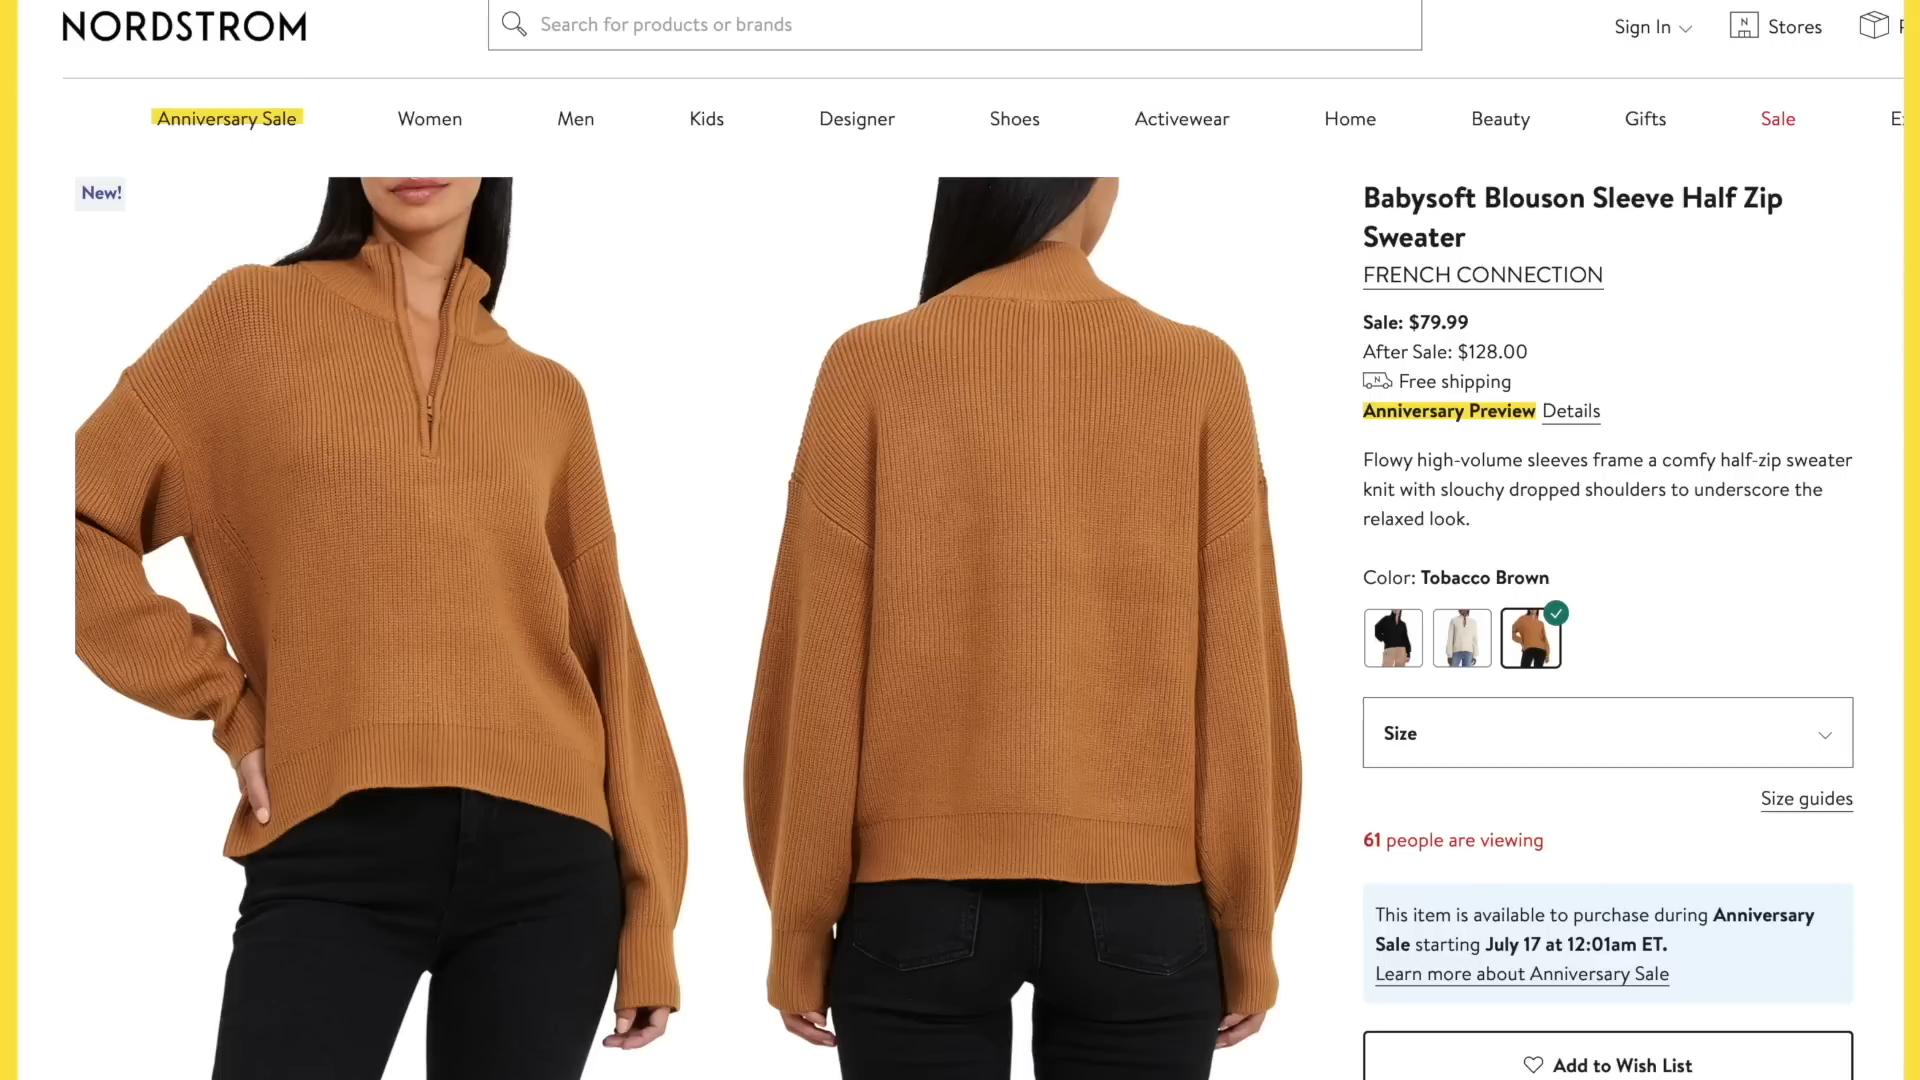 NORDSTROM
Search for products or brands
Sign In
N
Stores
Anniversary Sale
Women
Men
Kids
Designer
Shoes
Activewear
Home
Beauty
Gifts
Sale
New!
Babysoft Blouson Sleeve Half Zip
Sweater
FRENCH CONNECTION
Sale: $79.99
After Sale: $128.00
N
Free shipping
Anniversary Preview Details
Flowy high-volume sleeves frame a comfy half-zip sweater
knit with slouchy dropped shoulders to underscore the
relaxed look.
Color: Tobacco Brown
Size
Size guides
61 people are viewing
This item is available to purchase during Anniversary
Sale starting July 17 at 12:01am ET.
Learn more about Anniversary Sale
Add to Wish List